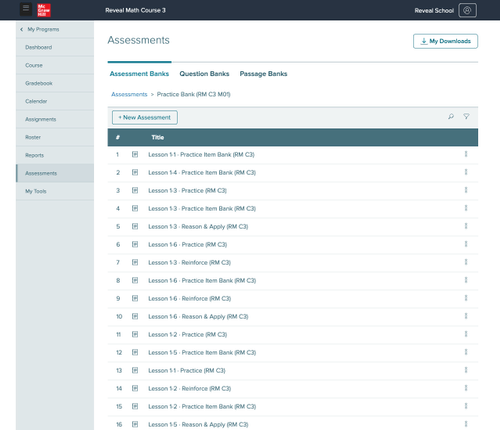 Mc
Graw
Hill
Reveal Math Course 3
Reveal School
My Programs
Dashboard
Course
Gradebook
Calendar
Assignments
Roster
Reports
Assessments
My Tools
Assessments
My Downloads
Assessment Banks Question Banks Passage Banks
Assessments > Practice Bank (RM C3 M01)
+ New Assessment
# Title
1 Lesson 1-1 - Practice Item Bank (RM C3)
2 Lesson 1-4 - Practice Item Bank (RM C3)
3 Lesson 1-3 - Practice (RM C3)
4 Lesson 1-3 - Practice Item Bank (RM C3)
5 Lesson 1-3 - Reason & Apply (RM C3)
6 Lesson 1-6 - Practice (RM C3)
7 Lesson 1-3 - Reinforce (RM C3)
8 Lesson 1-6 - Practice Item Bank (RM C3)
9 Lesson 1-6 - Reinforce (RM C3)
10 Lesson 1-6 - Reason & Apply (RM C3)
11 Lesson 1-2 - Practice (RM C3)
12 Lesson 1-5 - Practice Item Bank (RM C3)
13 Lesson 1-1 - Practice (RM C3)
14 Lesson 1-2 - Reinforce (RM C3)
15 Lesson 1-2 - Practice Item Bank (RM C3)
16 Lesson 1-2 - Reason & Apply (RM C3)